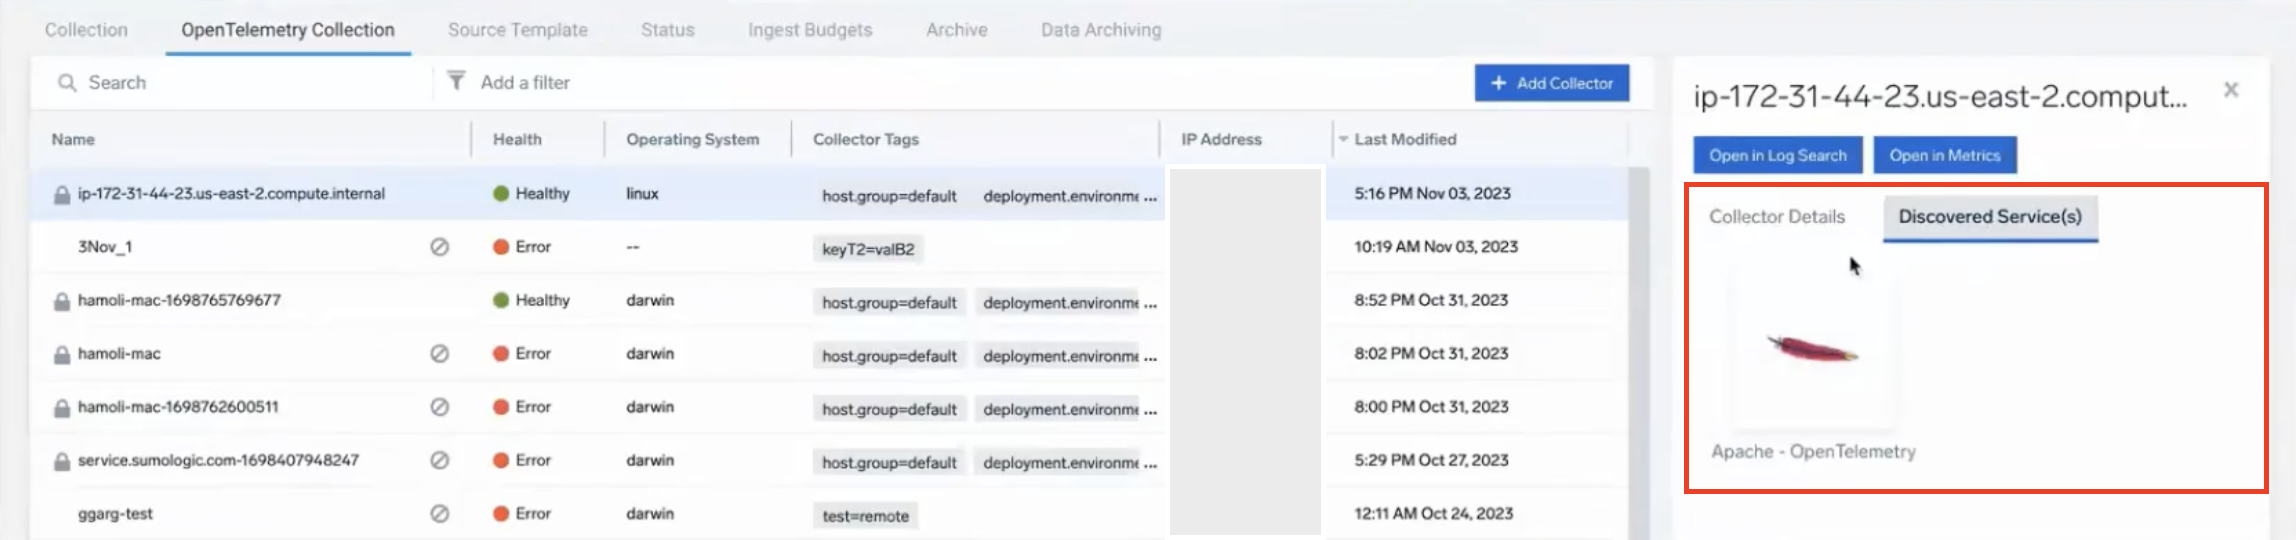 Collection OpenTelemetry Collection Source Template Status Ingest Budgets Archive Data Archiving
Search Add a filter + Add Collector
Name Health Operating System Collector Tags IP Address Last Modified
ip-172-31-44-23.us-east-2.compute.internal Healthy linux host.group=default deployment.environme ... 5:16 PM Nov 03, 2023
3Nov_1 Error -- keyT2=valB2 10:19 AM Nov 03, 2023
hamoli-mac-1698765769677 Healthy darwin host.group=default deployment.environme ... 8:52 PM Oct 31, 2023
hamoli-mac Error darwin host.group=default deployment.environme ... 8:02 PM Oct 31, 2023
hamoli-mac-1698762600511 Error darwin host.group=default deployment.environme ... 8:00 PM Oct 31, 2023
service.sumologic.com-1698407948247 Error darwin host.group=default deployment.environme ... 5:29 PM Oct 27, 2023
ggarg-test Error darwin test=remote 12:11 AM Oct 24, 2023
ip-172-31-44-23.us-east-2.comput... ×
Open in Log Search Open in Metrics
Collector Details Discovered Service(s)
Apache - OpenTelemetry